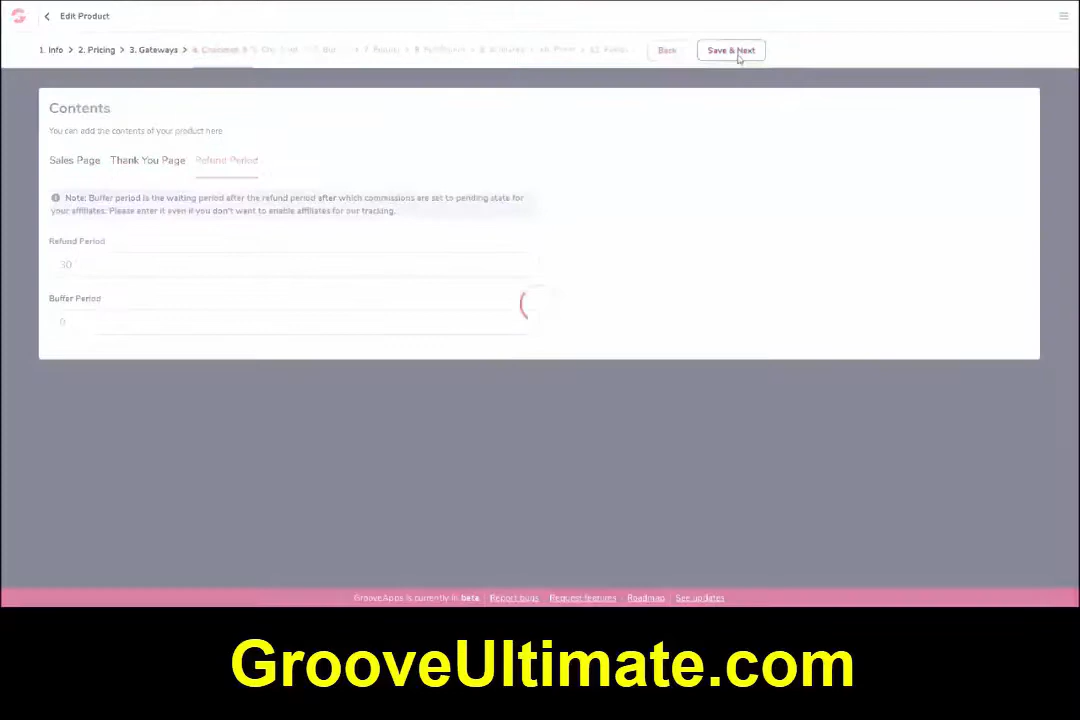 Edit Product
1. Info > 2. Pricing > 3. Gateways >
Back
Save & Next
Contents
You can add the contents of your product here
Sales Page Thank You Page Refund Period
Note: Buffer period is the waiting period after the refund period after which commissions are set to pending state for
your affiliates. Please enter it even if you don't want to enable affiliates for our tracking.
Refund Period
30
Buffer Period
0
GrooveApps is currently in beta | Report bugs | Request features | Roadmap | See updates
GrooveUltimate.com